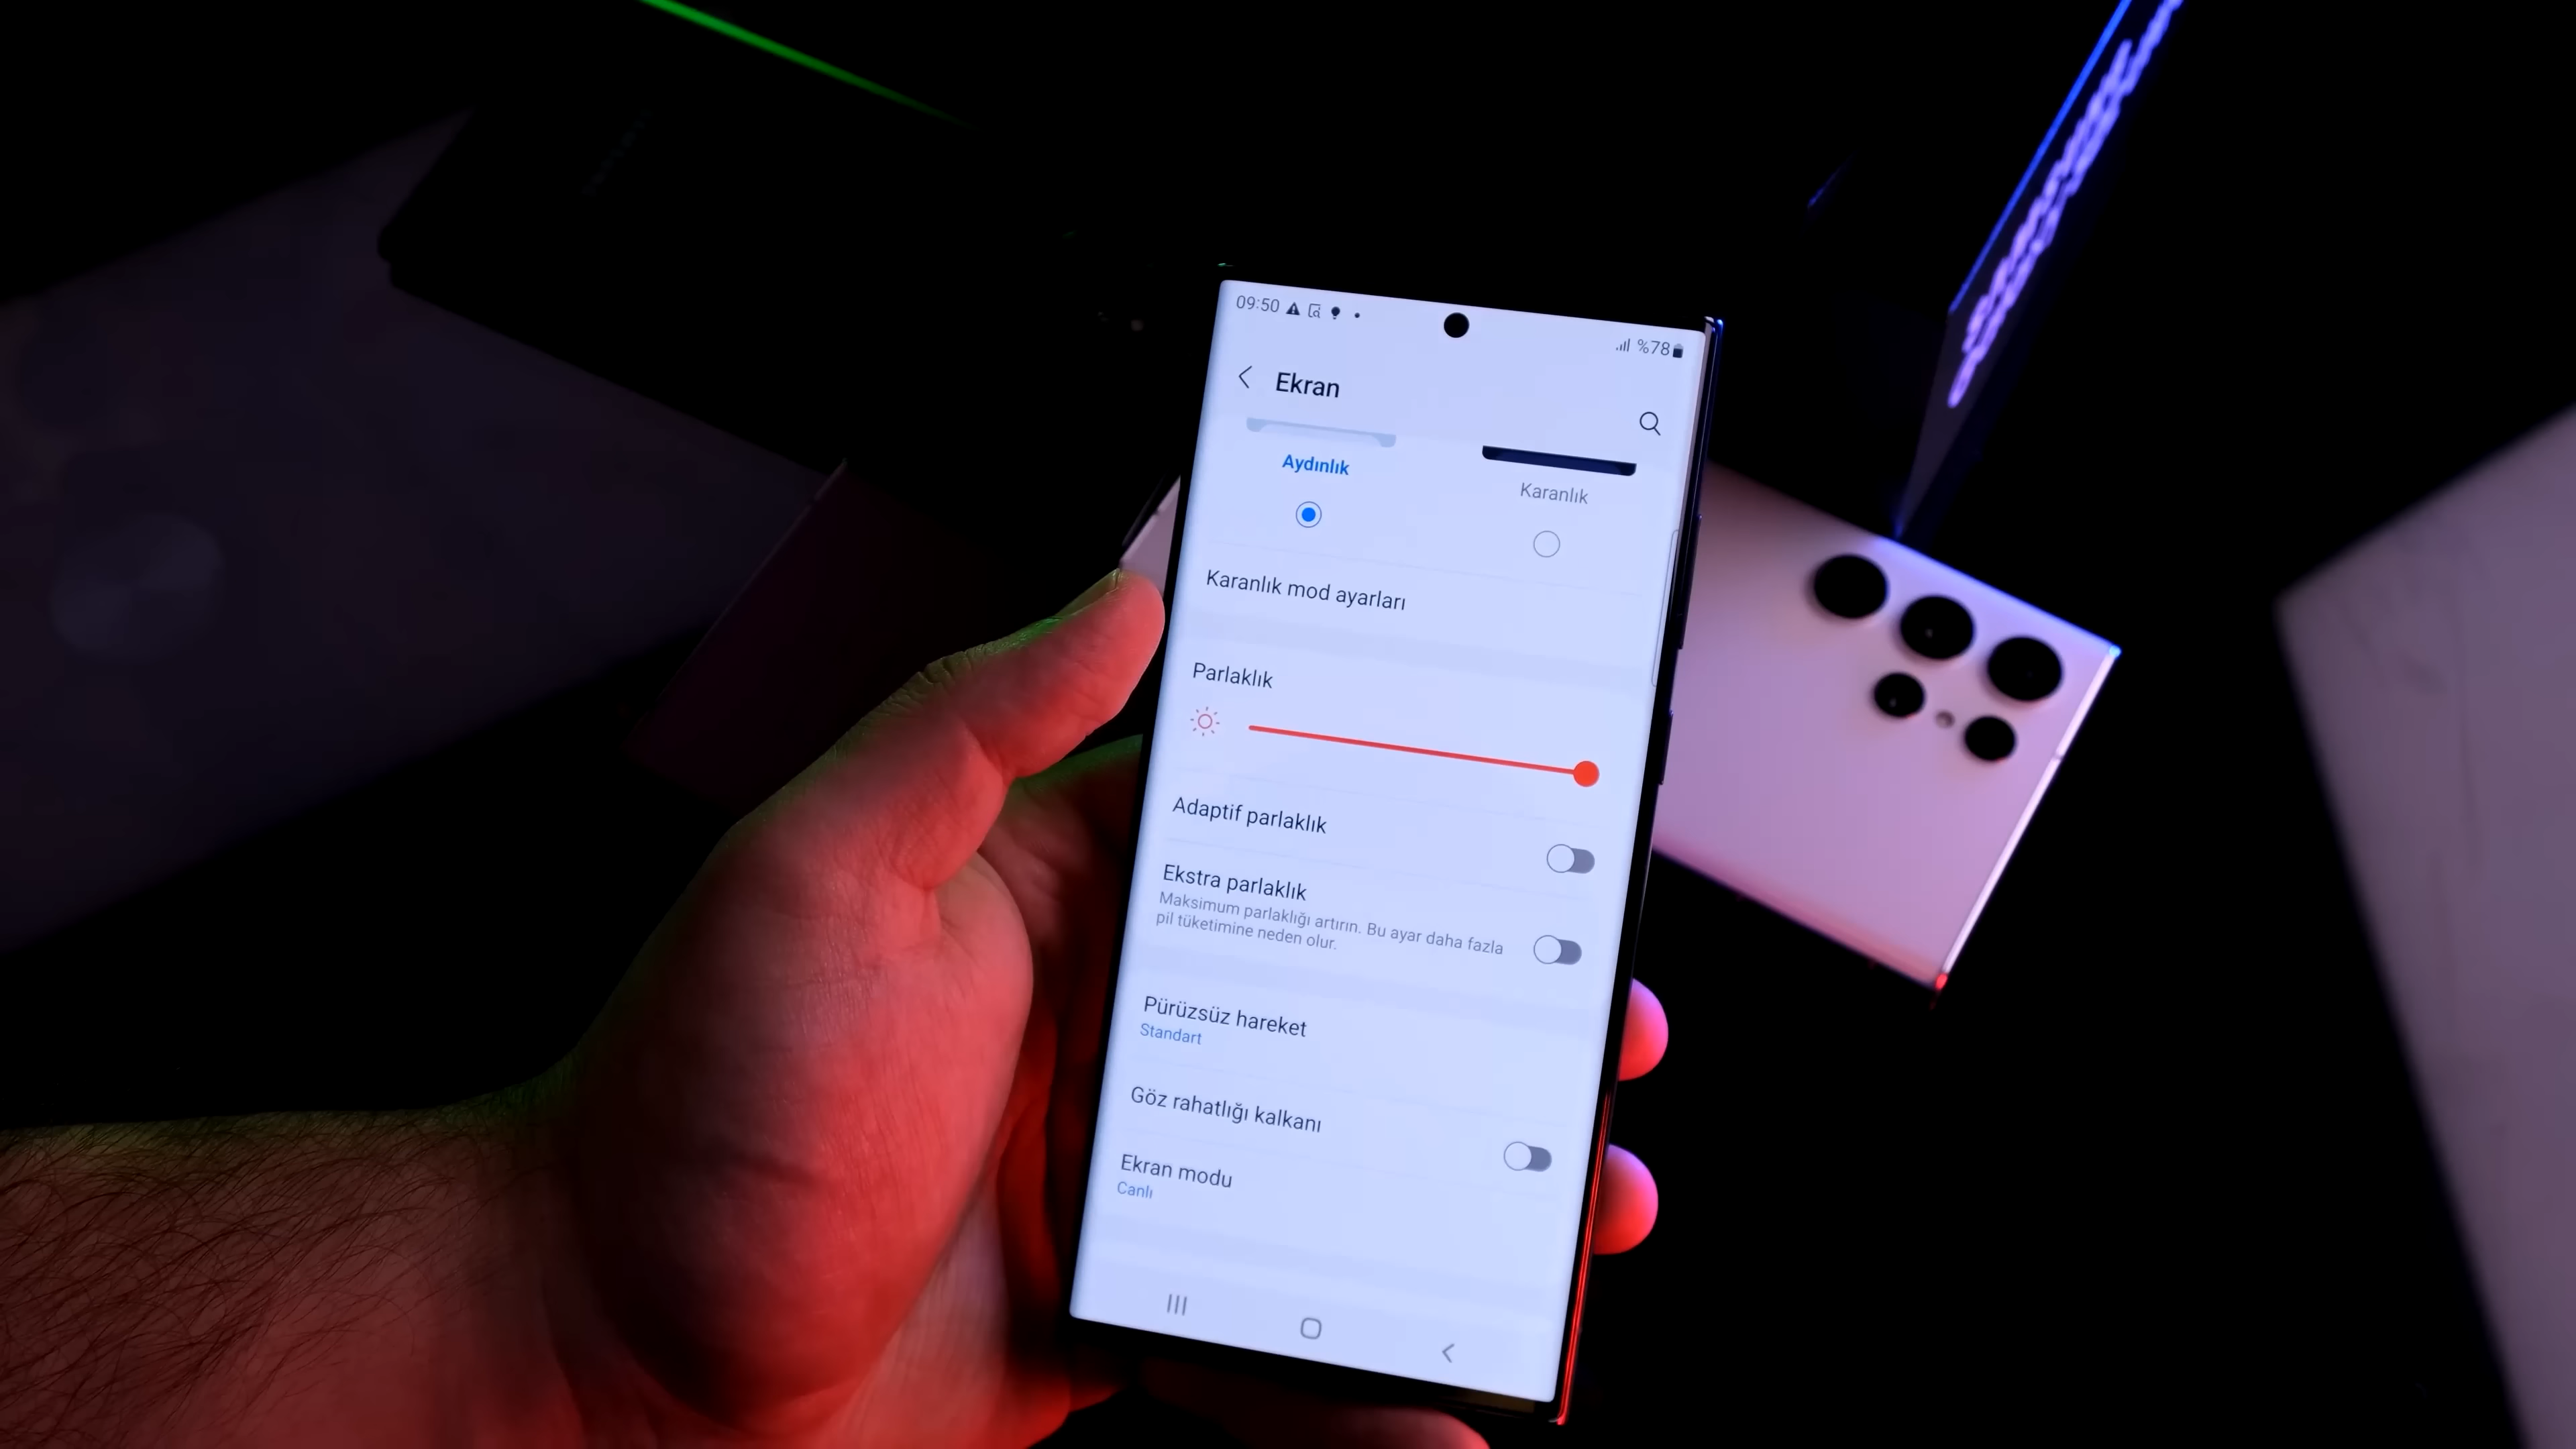 09:50
%78
Ekran
Aydınlık
Karanlık
Karanlık mod ayarları
Parlaklık
Adaptif parlaklık
Ekstra parlaklık
Maksimum parlaklığı artırın. Bu ayar daha fazla
pil tüketimine neden olur.
Pürüzsüz hareket
Standart
Göz rahatlığı kalkanı
Ekran modu
Canlı